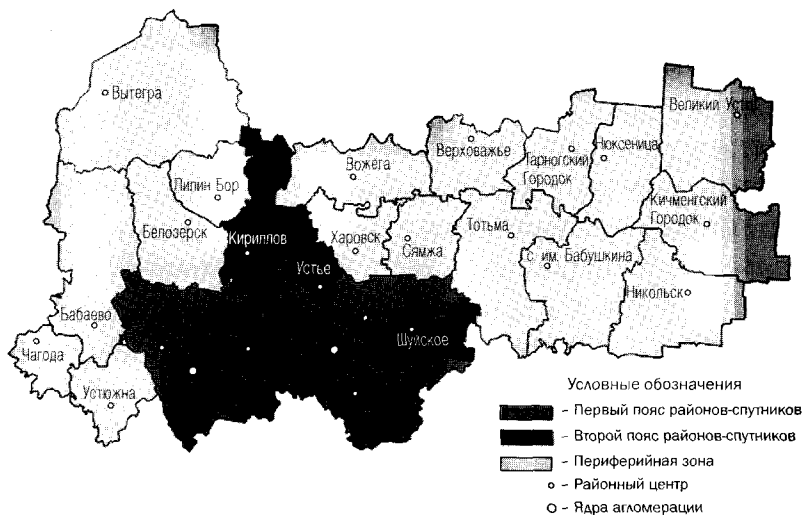 Вытегра
Великий Устюг
Верховажье
Тарногский
Городок
Нюксеница
Вожега
Липин Бор
Кичменгский
Городок
Белозерск
Кириллов
Харовск
Сямжа
Тотьма
с. им. Бабушкина
Устье
Никольск
Бабаево
Шуйское
Чагода
Устюжна
Условные обозначения
- Первый пояс районов-спутников
- Второй пояс районов-спутников
- Периферийная зона
- Районный центр
- Ядра агломерации